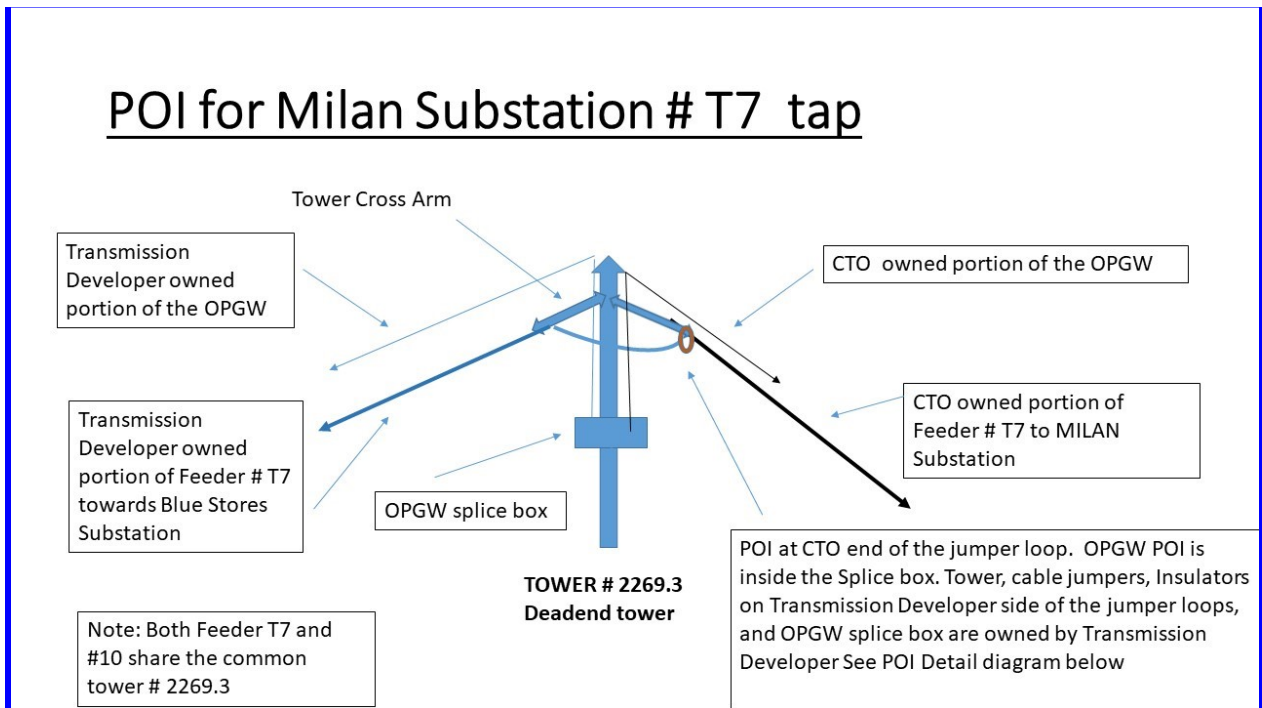 POI for Milan Substation # T7 tap
Tower Cross Arm
Transmission
Developer owned
portion of the OPGW
CTO owned portion of the OPGW
Transmission
Developer owned
portion of Feeder # T7
towards Blue Stores
Substation
CTO owned portion of
Feeder # T7 to MILAN
Substation
OPGW splice box
TOWER # 2269.3
Deadend tower
POI at CTO end of the jumper loop. OPGW POI is
inside the Splice box. Tower, cable jumpers, Insulators
on Transmission Developer side of the jumper loops,
and OPGW splice box are owned by Transmission
Developer See POI Detail diagram below
Note: Both Feeder T7 and
#10 share the common
tower # 2269.3